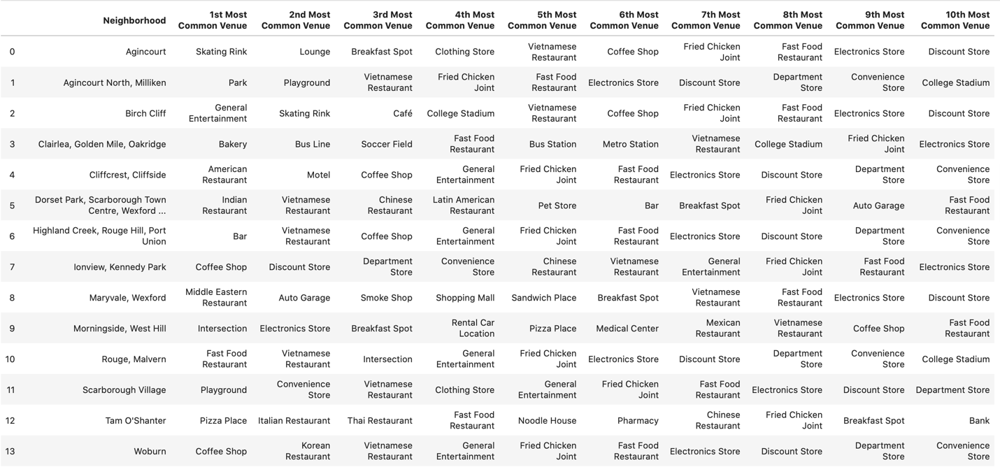 Neighborhood 1st Most Common Venue 2nd Most Common Venue 3rd Most Common Venue 4th Most Common Venue 5th Most Common Venue 6th Most Common Venue 7th Most Common Venue 8th Most Common Venue 9th Most Common Venue 10th Most Common Venue
0 Agincourt Skating Rink Lounge Breakfast Spot Clothing Store Vietnamese Restaurant Coffee Shop Fried Chicken Joint Fast Food Restaurant Electronics Store Discount Store
1 Agincourt North, Milliken Park Playground Vietnamese Restaurant Fried Chicken Joint Fast Food Restaurant Electronics Store Discount Store Department Store Convenience Store College Stadium
2 Birch Cliff General Entertainment Skating Rink Café College Stadium Vietnamese Restaurant Coffee Shop Fried Chicken Joint Fast Food Restaurant Electronics Store Discount Store
3 Clairlea, Golden Mile, Oakridge Bakery Bus Line Soccer Field Fast Food Restaurant Bus Station Metro Station Vietnamese Restaurant College Stadium Fried Chicken Joint Electronics Store
4 Cliffcrest, Cliffside American Restaurant Motel Coffee Shop General Entertainment Fried Chicken Joint Fast Food Restaurant Electronics Store Discount Store Department Store Convenience Store
5 Dorset Park, Scarborough Town Centre, Wexford ... Indian Restaurant Vietnamese Restaurant Chinese Restaurant Latin American Restaurant Pet Store Bar Breakfast Spot Fried Chicken Joint Auto Garage Fast Food Restaurant
6 Highland Creek, Rouge Hill, Port Union Bar Vietnamese Restaurant Coffee Shop General Entertainment Fried Chicken Joint Fast Food Restaurant Electronics Store Discount Store Department Store Convenience Store
7 Ionview, Kennedy Park Coffee Shop Discount Store Department Store Convenience Store Chinese Restaurant Vietnamese Restaurant General Entertainment Fried Chicken Joint Fast Food Restaurant Electronics Store
8 Maryvale, Wexford Middle Eastern Restaurant Auto Garage Smoke Shop Shopping Mall Sandwich Place Breakfast Spot Vietnamese Restaurant Fast Food Restaurant Electronics Store Discount Store
9 Morningside, West Hill Intersection Electronics Store Breakfast Spot Rental Car Location Pizza Place Medical Center Mexican Restaurant Vietnamese Restaurant Coffee Shop Fast Food Restaurant
10 Rouge, Malvern Fast Food Restaurant Vietnamese Restaurant Intersection General Entertainment Fried Chicken Joint Electronics Store Discount Store Department Store Convenience Store College Stadium
11 Scarborough Village Playground Convenience Store Vietnamese Restaurant Clothing Store General Entertainment Fried Chicken Joint Fast Food Restaurant Electronics Store Discount Store Department Store
12 Tam O'Shanter Pizza Place Italian Restaurant Thai Restaurant Fast Food Restaurant Noodle House Pharmacy Chinese Restaurant Fried Chicken Joint Breakfast Spot Bank
13 Woburn Coffee Shop Korean Restaurant Vietnamese Restaurant General Entertainment Fried Chicken Joint Fast Food Restaurant Electronics Store Discount Store Department Store Convenience Store